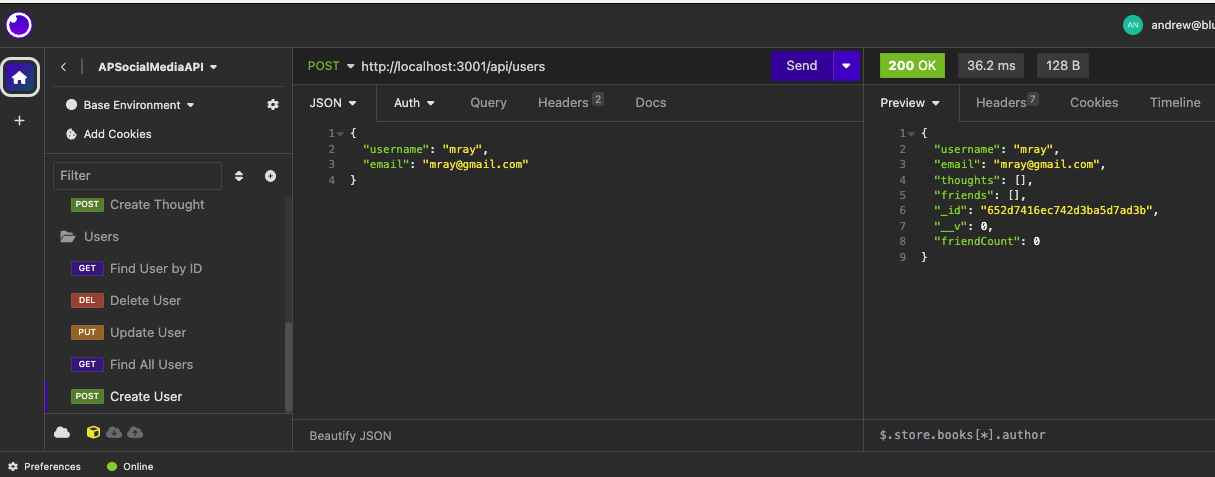 AN andrew@blu
APSocialMediaAPI
Base Environment
Add Cookies
Filter
POST Create Thought
Users
GET Find User by ID
DEL Delete User
PUT Update User
GET Find All Users
POST Create User
POST http://localhost:3001/api/users Send
JSON Auth Query Headers 2 Docs
1 {
2 "username": "mray",
3 "email": "mray@gmail.com"
4 }
Beautify JSON
200 OK 36.2 ms 128 B
Preview Headers 7 Cookies Timeline
1 {
2 "username": "mray",
3 "email": "mray@gmail.com",
4 "thoughts": [],
5 "friends": [],
6 "_id": "652d7416ec742d3ba5d7ad3b",
7 "__v": 0,
8 "friendCount": 0
9 }
$.store.books[*].author
Preferences Online